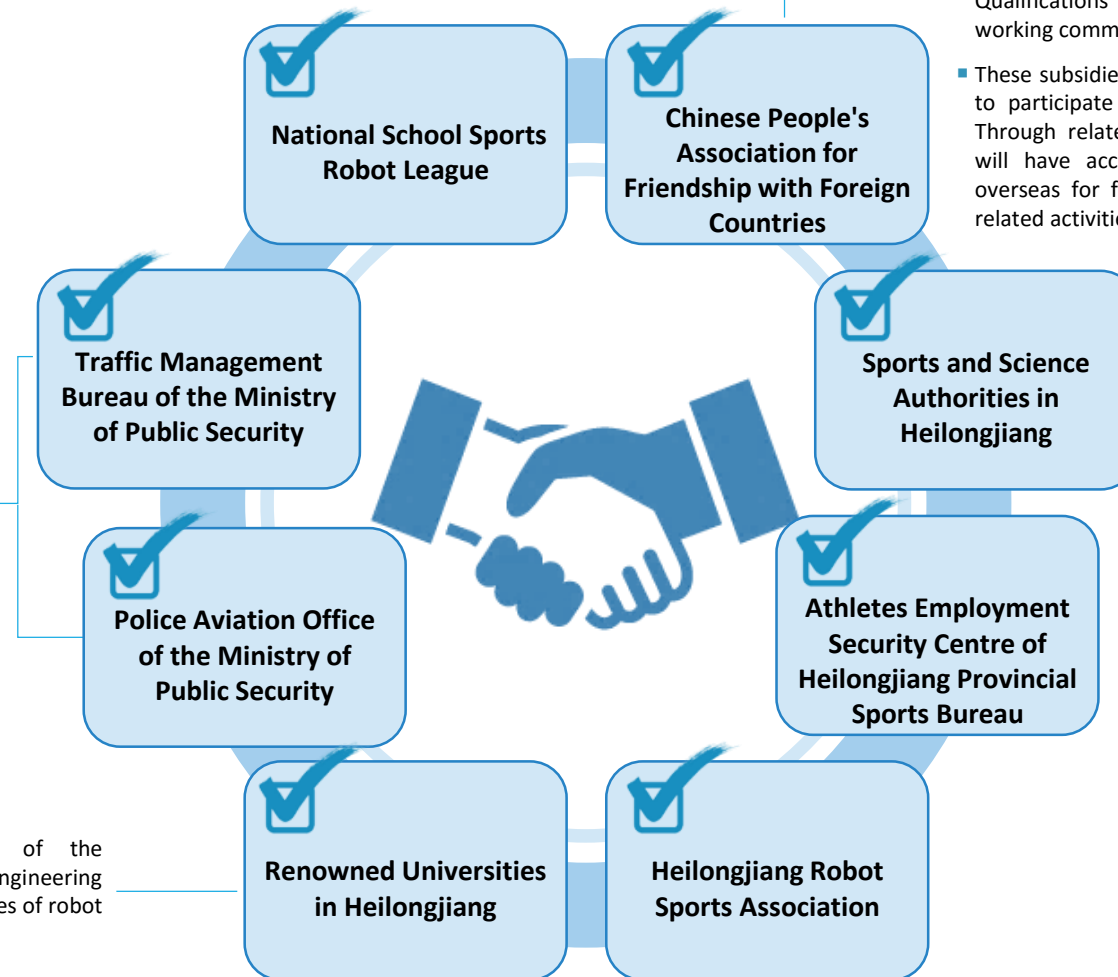 Qualifications
working comm
These subsidie
to participate
Through relate
will have acc
overseas for f
related activitie
National School Sports
Robot League
Chinese People's
Association for
Friendship with Foreign
Countries
Traffic Management
Bureau of the Ministry
of Public Security
Sports and Science
Authorities in
Heilongjiang
Police Aviation Office
of the Ministry of
Public Security
Athletes Employment
Security Centre of
Heilongjiang Provincial
Sports Bureau
of the
ngineering
es of robot
Renowned Universities
in Heilongjiang
Heilongjiang Robot
Sports Association